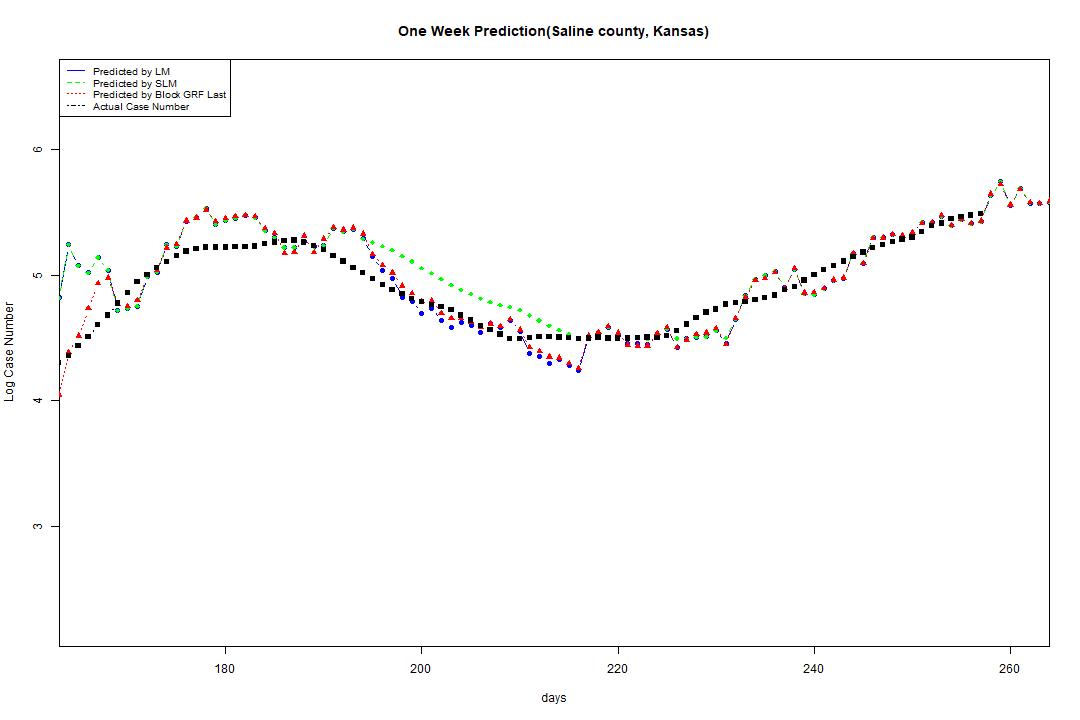 One Week Prediction(Saline county, Kansas)
Predicted by LM
Predicted by SLM
Predicted by Block GRF Last
Actual Case Number
6
5
4
3
Log Case Number
180 200 220 240 260
days